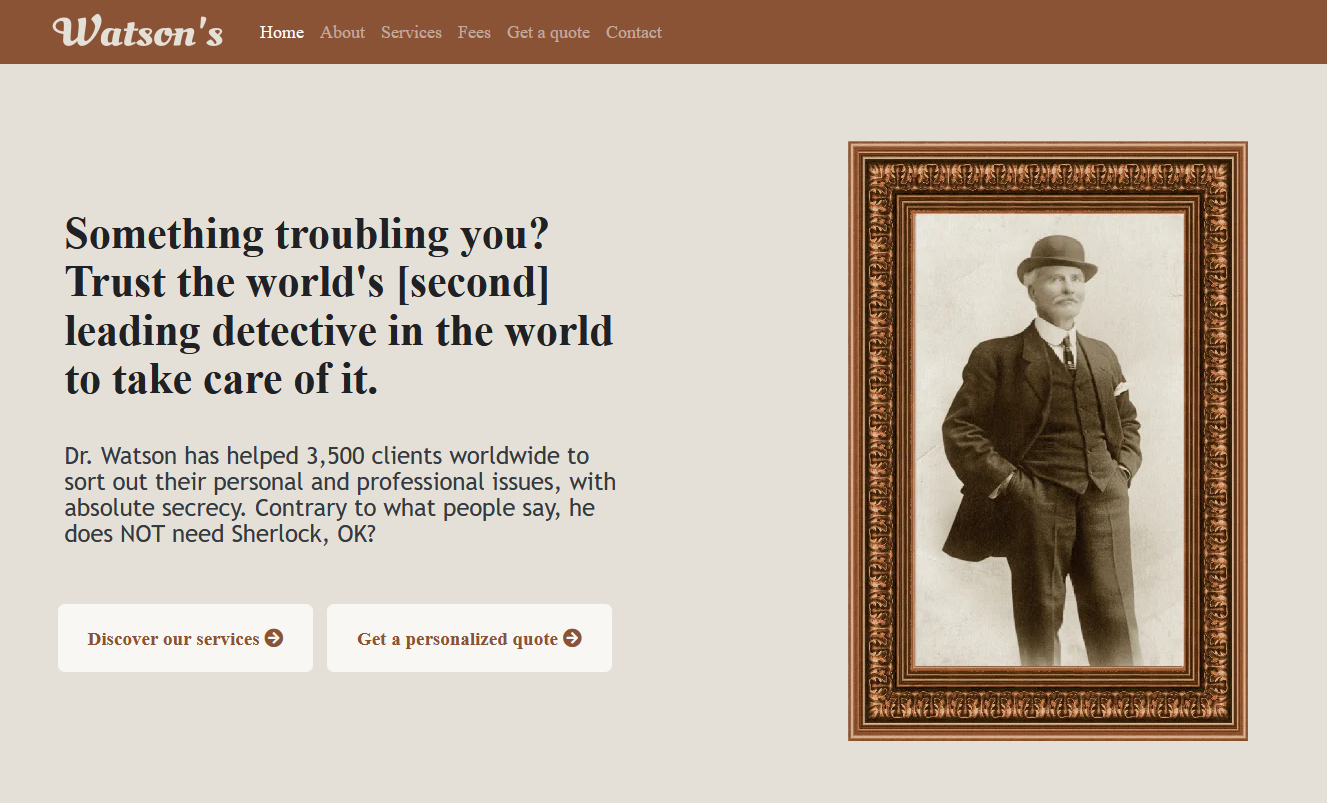 Watson's
Home About Services Fees Get a quote Contact
Something troubling you?
Trust the world's [second]
leading detective in the world
to take care of it.
Dr. Watson has helped 3,500 clients worldwide to
sort out their personal and professional issues, with
absolute secrecy. Contrary to what people say, he
does NOT need Sherlock, OK?
Discover our services
Get a personalized quote